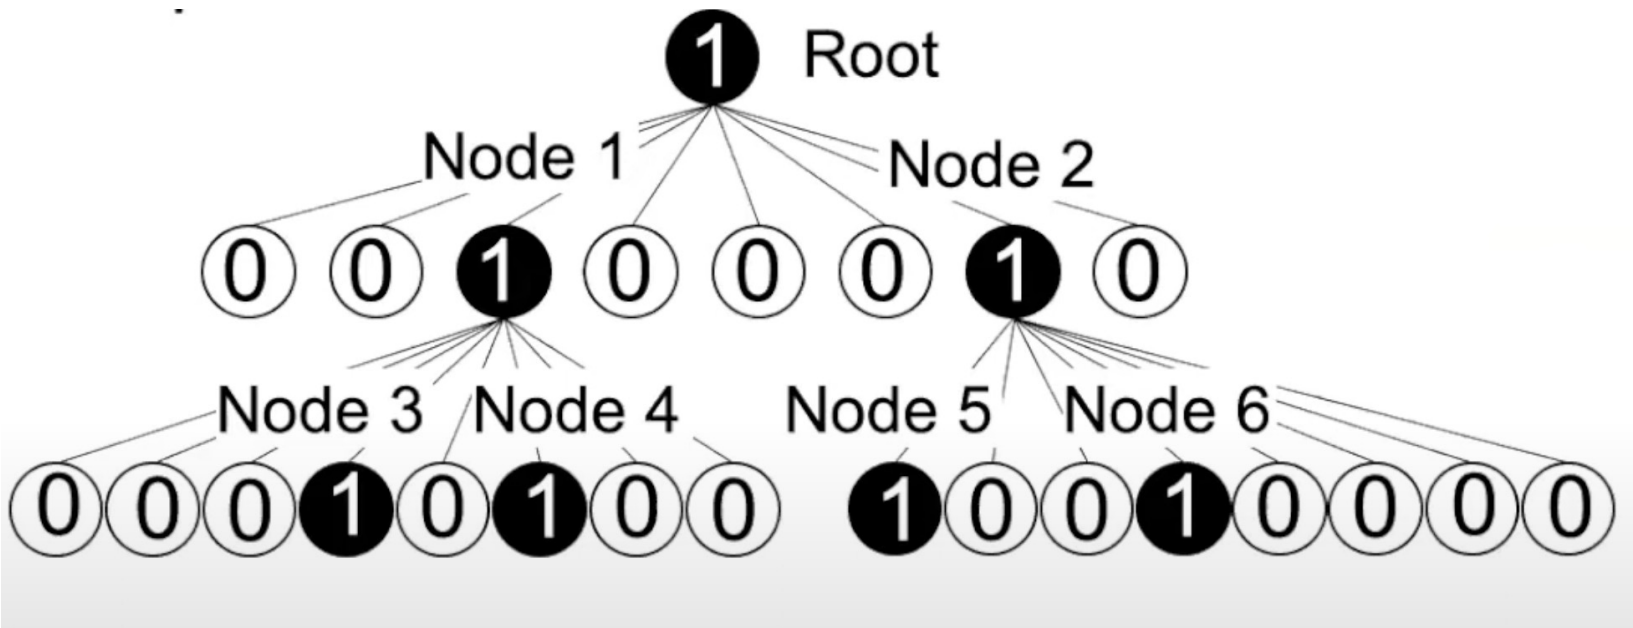 1 Root
Node 1 Node 2
0 0 1 0 0 0 1 0
Node 3 Node 4 Node 5 Node 6
0 0 0 1 0 1 0 0 1 0 0 1 0 0 0 0